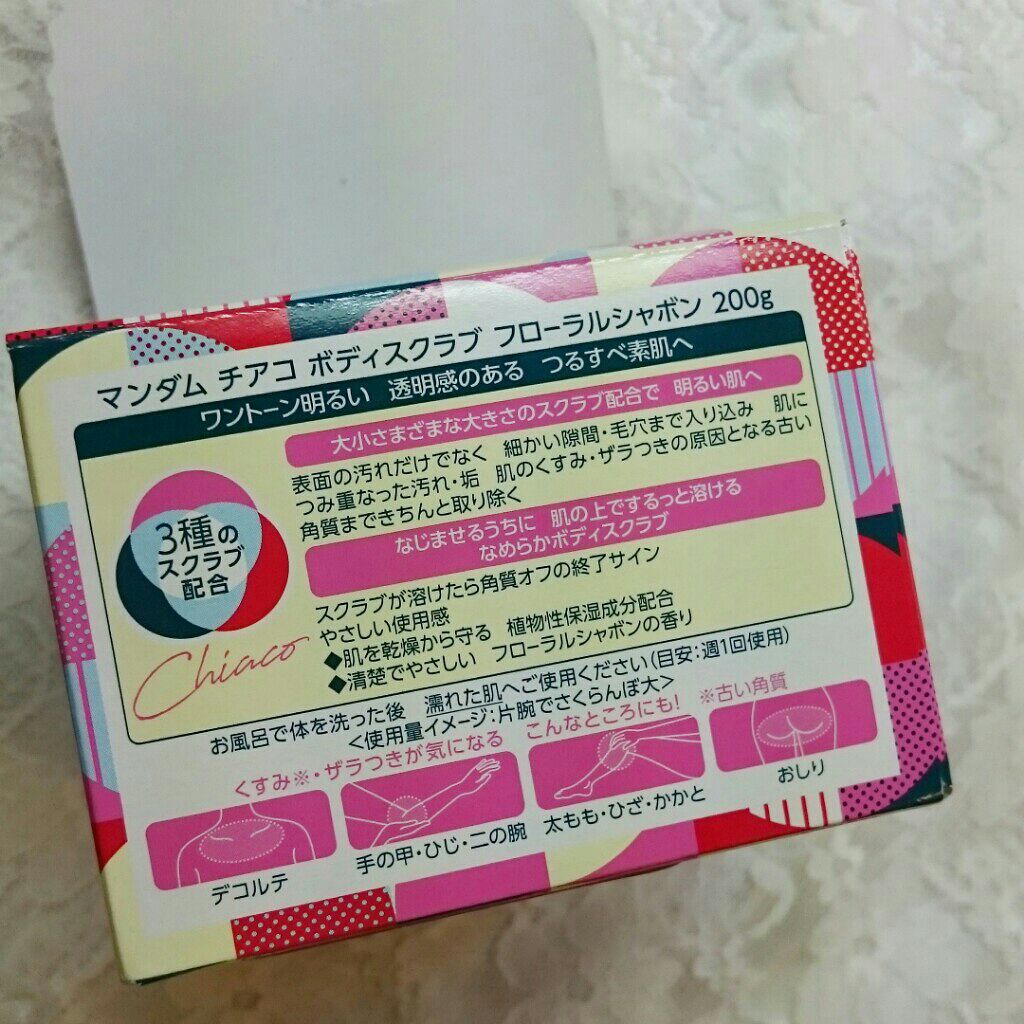 マンダム チアコ ボディスクラブ フローラルシャボン 200g
ワントーン明るい 透明感のある つるすべ素肌へ
大小さまざまな大きさのスクラブ配合で 明るい肌へ
表面の汚れだけでなく 細かい隙間・毛穴まで入り込み 肌に
つみ重なった汚れ・垢 肌のくすみ・ザラつきの原因となる古い
角質まできちんと取り除く
3種の
スクラブ
配合
Chiaco
なじませるうちに 肌の上でするっと溶ける
なめらかボディスクラブ
スクラブが溶けたら角質オフの終了サイン
やさしい使用感
◆肌を乾燥から守る 植物性保湿成分配合
◆清楚でやさしい フローラルシャボンの香り
お風呂で体を洗った後 濡れた肌へご使用ください(目安:週1回使用)
<使用量イメージ:片腕でさくらんぼ大>
くすみ※・ザラつきが気になる こんなところにも! ※古い角質
デコルテ
手の甲・ひじ・二の腕
太もも・ひざ・かかと
おしり